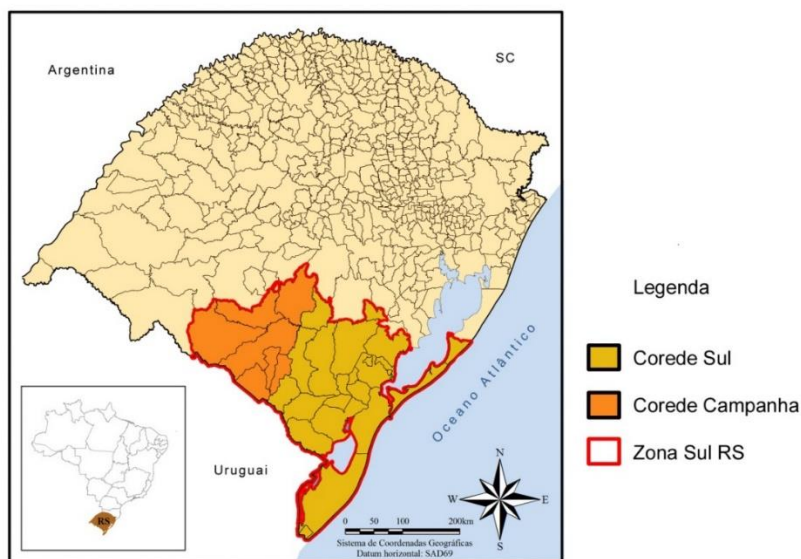 Argentina
SC
Legenda
Corede Sul
Corede Campanha
Zona Sul RS
Oceano Atlântico
Uruguai
RS
N
W E
S
0 50 100 200km
Sistema de Coordenadas Geográficas
Datum horizontal: SAD69